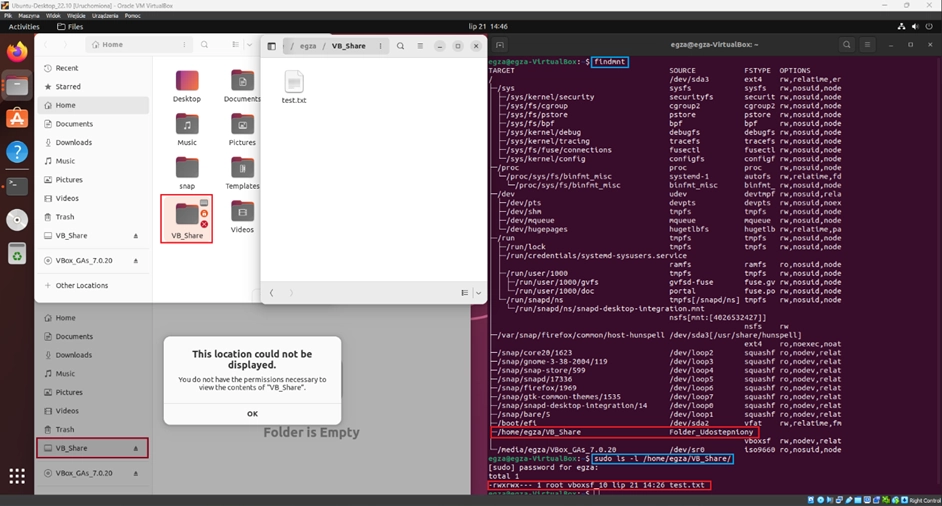 Ubuntu-Desktop_22.10 [Uruchomiona] - Oracle VM VirtualBox
Plik Maszyna Widok Wejście Urządzenia Pomoc
Activities Files lip 21 14:46
Home
Recent
Starred
Home
Documents
Downloads
Music
Pictures
Videos
Trash
VB_Share
VBox_GAs_7.0.20
Other Locations
Desktop
Documents
Music
Pictures
snap
Templates
VB_Share
Videos
/ egza / VB_Share
test.txt
Home
Documents
Downloads
Music
Pictures
Videos
Trash
VB_Share
VBox_GAs_7.0.20
This location could not be
displayed.
You do not have the permissions necessary to
view the contents of "VB_Share".
OK
Folder is Empty
egza@egza-VirtualBox: ~
egza@egza-VirtualBox:~$ findmnt
TARGET SOURCE FSTYPE OPTIONS
/ /dev/sda3 ext4 rw,relatime,er
├─/sys sysfs sysfs rw,nosuid,node
│ ├─/sys/kernel/security securityfs securit rw,nosuid,node
│ ├─/sys/fs/cgroup cgroup2 cgroup2 rw,nosuid,node
│ ├─/sys/fs/pstore pstore pstore rw,nosuid,node
│ ├─/sys/fs/bpf bpf bpf rw,nosuid,node
│ ├─/sys/kernel/debug debugfs debugfs rw,nosuid,node
│ ├─/sys/kernel/tracing tracefs tracefs rw,nosuid,node
│ ├─/sys/fs/fuse/connections fusectl fusectl rw,nosuid,node
│ └─/sys/kernel/config configfs configf rw,nosuid,node
├─/proc proc proc rw,nosuid,node
│ └─/proc/sys/fs/binfmt_misc systemd-1 autofs rw,relatime,fd
│ └─/proc/sys/fs/binfmt_misc binfmt_misc binfmt_ rw,nosuid,node
├─/dev udev devtmpf rw,nosuid,rela
│ ├─/dev/pts devpts devpts rw,nosuid,noex
│ ├─/dev/shm tmpfs tmpfs rw,nosuid,node
│ ├─/dev/mqueue mqueue mqueue rw,nosuid,node
│ └─/dev/hugepages hugetlbfs hugetlb rw,relatime,pa
├─/run tmpfs tmpfs rw,nosuid,node
│ ├─/run/lock tmpfs tmpfs rw,nosuid,node
│ ├─/run/credentials/systemd-sysusers.service
│ │ ramfs ramfs ro,nosuid,node
│ ├─/run/user/1000 tmpfs tmpfs rw,nosuid,node
│ │ ├─/run/user/1000/gvfs gvfsd-fuse fuse.gv rw,nosuid,node
│ │ └─/run/user/1000/doc portal fuse.po rw,nosuid,node
│ └─/run/snapd/ns tmpfs[/snapd/ns] tmpfs rw,nosuid,node
│ └─/run/snapd/ns/snapd-desktop-integration.mnt
│ nsfs[mnt:[4026532427]]
│ nsfs rw
├─/var/snap/firefox/common/host-hunspell /dev/sda3[/usr/share/hunspell]
│ ext4 ro,noexec,noat
├─/snap/core20/1623 /dev/loop2 squashf ro,nodev,relat
├─/snap/gnome-3-38-2004/119 /dev/loop3 squashf ro,nodev,relat
├─/snap/snap-store/599 /dev/loop4 squashf ro,nodev,relat
├─/snap/snapd/17336 /dev/loop5 squashf ro,nodev,relat
├─/snap/firefox/1969 /dev/loop6 squashf ro,nodev,relat
├─/snap/gtk-common-themes/1535 /dev/loop7 squashf ro,nodev,relat
├─/snap/snapd-desktop-integration/14 /dev/loop0 squashf ro,nodev,relat
├─/snap/bare/5 /dev/loop1 squashf ro,nodev,relat
├─/boot/efi /dev/sda2 vfat rw,relatime,fm
├─/home/egza/VB_Share Folder_Udostepniony
│ vboxsf rw,nodev,relat
└─/media/egza/VBox_GAs_7.0.20 /dev/sr0 iso9660 ro,nosuid,node
egza@egza-VirtualBox:~$ sudo ls -l /home/egza/VB_Share/
[sudo] password for egza:
total 1
-rwxrwx--- 1 root vboxsf 10 lip 21 14:26 test.txt
egza@egza-VirtualBox:~$
Right Control